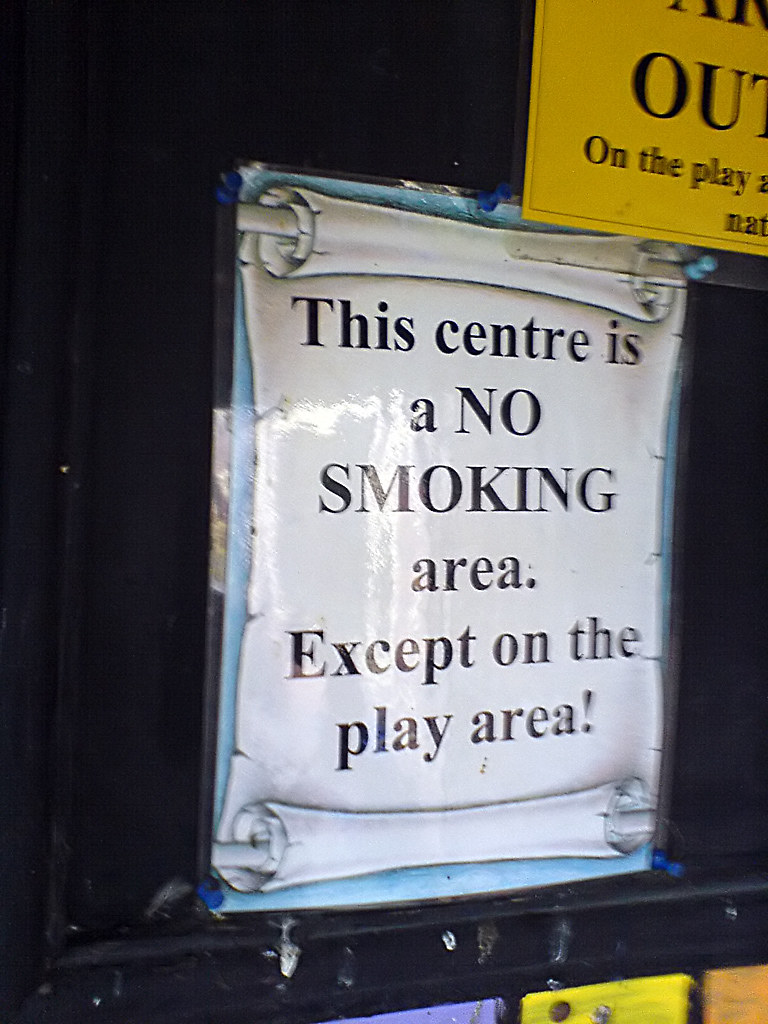 OUT
On the play
This centre is
a NO
SMOKING
area.
Except on the
play area!